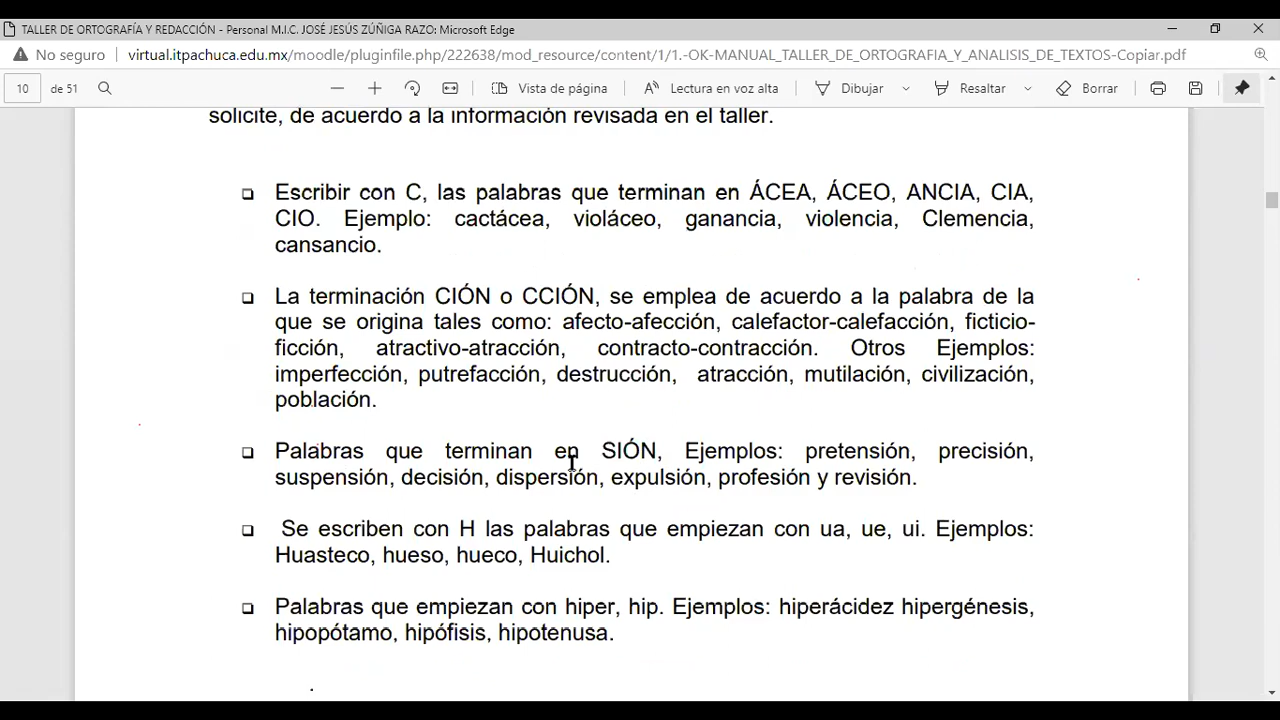 TALLER DE ORTOGRAFÍA Y REDACCIÓN - Personal M.I.C. JOSÉ JESÚS ZÚÑIGA RAZO: Microsoft Edge
No seguro virtual.itpachuca.edu.mx/moodle/pluginfile.php/222638/mod_resource/content/1/1.-OK-MANUAL_TALLER_DE_ORTOGRAFIA_Y_ANALISIS_DE_TEXTOS-Copiar.pdf
10 de 51 Vista de página Lectura en voz alta Dibujar Resaltar Borrar
solicite, de acuerdo a la información revisada en el taller.
Escribir con C, las palabras que terminan en ÁCEA, ÁCEO, ANCIA, CIA,
CIO. Ejemplo: cactácea, violáceo, ganancia, violencia, Clemencia,
cansancio.
La terminación CIÓN o CCIÓN, se emplea de acuerdo a la palabra de la
que se origina tales como: afecto-afección, calefactor-calefacción, ficticio-
ficción, atractivo-atracción, contracto-contracción. Otros Ejemplos:
imperfección, putrefacción, destrucción, atracción, mutilación, civilización,
población.
Palabras que terminan en SIÓN, Ejemplos: pretensión, precisión,
suspensión, decisión, dispersión, expulsión, profesión y revisión.
Se escriben con H las palabras que empiezan con ua, ue, ui. Ejemplos:
Huasteco, hueso, hueco, Huichol.
Palabras que empiezan con hiper, hip. Ejemplos: hiperácidez hipergénesis,
hipopótamo, hipófisis, hipotenusa.